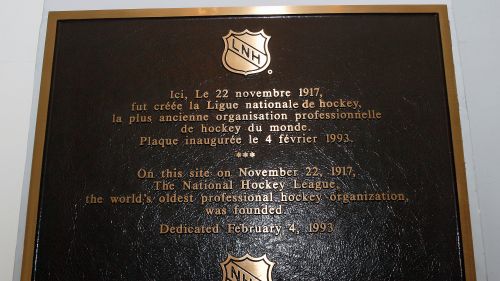 LNH
Ici, Le 22 novembre 1917,
fut créée la Ligue nationale de hockey,
la plus ancienne organisation professionnelle
de hockey du monde.
Plaque inaugurée le 4 février 1993.
***
On this site on November 22, 1917,
The National Hockey League,
the world's oldest professional hockey organization,
was founded
Dedicated February 4, 1993
NHL